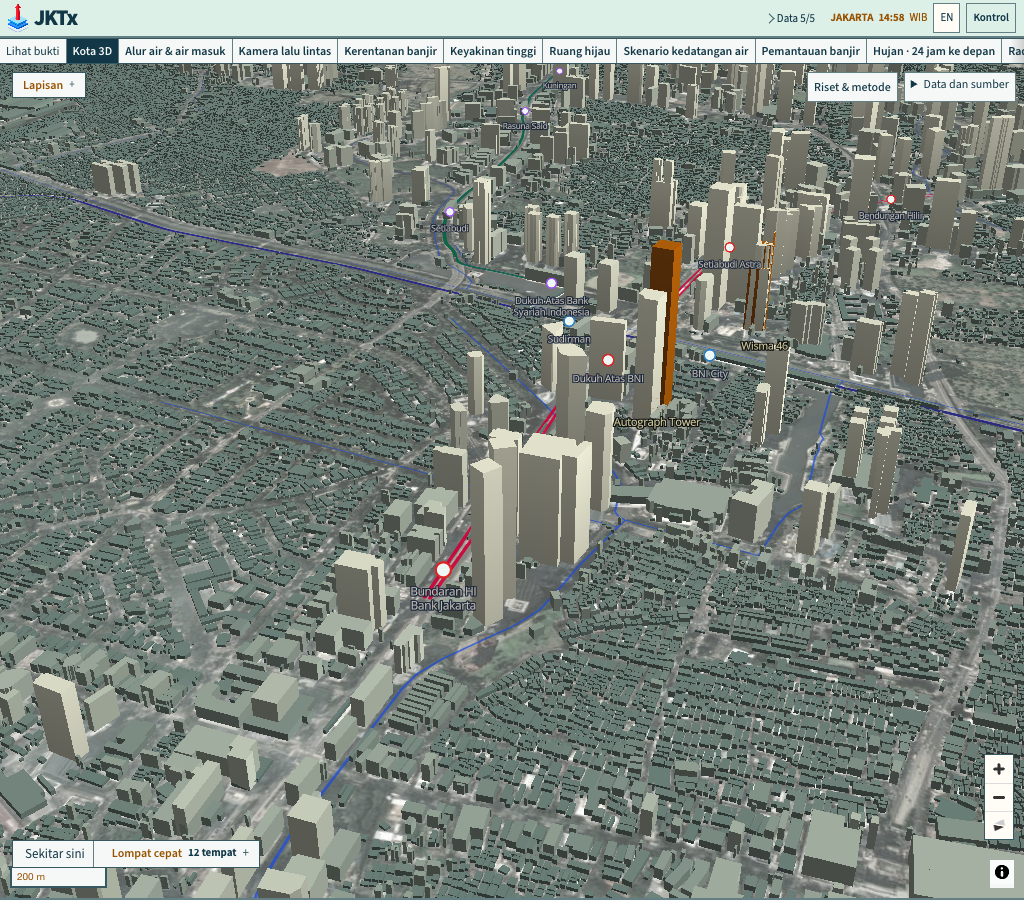 JKTx
Data 5/5
JAKARTA 14:58 WIB
EN
Kontrol
Lihat bukti
Kota 3D
Alur air & air masuk
Kamera lalu lintas
Kerentanan banjir
Keyakinan tinggi
Ruang hijau
Skenario kedatangan air
Pemantauan banjir
Hujan · 24 jam ke depan
Lapisan +
Riset & metode
Data dan sumber
Kuningan
Rasuna Said
Bendungan Hilir
Setiabudi
Setiabudi Astra
Dukuh Atas Bank
Syariah Indonesia
Sudirman
Wisma 46
BNI City
Dukuh Atas BNI
Autograph Tower
Bundaran HI
Bank Jakarta
Sekitar sini
Lompat cepat 12 tempat +
200 m